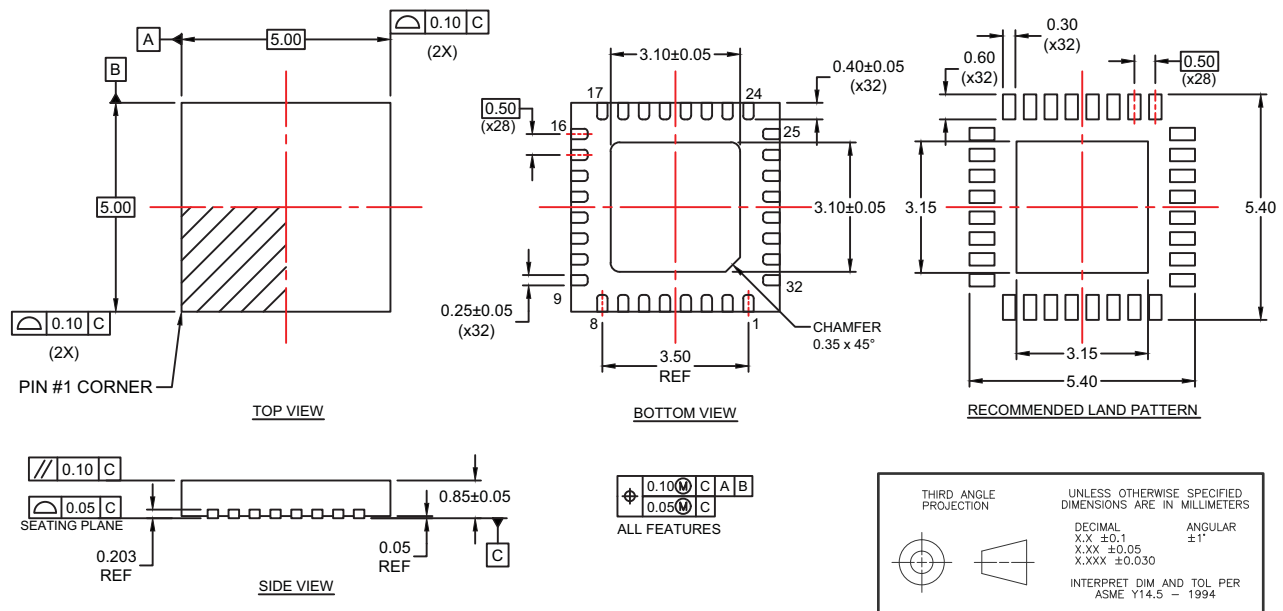 A
5.00
0.10 C
(2X)
B
5.00
0.10 C
(2X)
PIN #1 CORNER
TOP VIEW
3.10±0.05
0.40±0.05
(x32)
17
24
0.50
(x28)
16
25
3.10±0.05
0.25±0.05
(x32)
9
32
8
1
3.50
REF
CHAMFER
0.35 x 45°
BOTTOM VIEW
0.30
(x32)
0.60
(x32)
0.50
(x28)
3.15
5.40
3.15
5.40
RECOMMENDED LAND PATTERN
// 0.10 C
0.05 C
SEATING PLANE
0.85±0.05
0.203
REF
0.05
REF
C
SIDE VIEW
0.10 Ⓜ C A B
0.05 Ⓜ C
ALL FEATURES
THIRD ANGLE
PROJECTION
UNLESS OTHERWISE SPECIFIED
DIMENSIONS ARE IN MILLIMETERS
DECIMAL ANGULAR
X.X ±0.1 ±1°
X.XX ±0.05
X.XXX ±0.030
INTERPRET DIM AND TOL PER
ASME Y14.5 – 1994